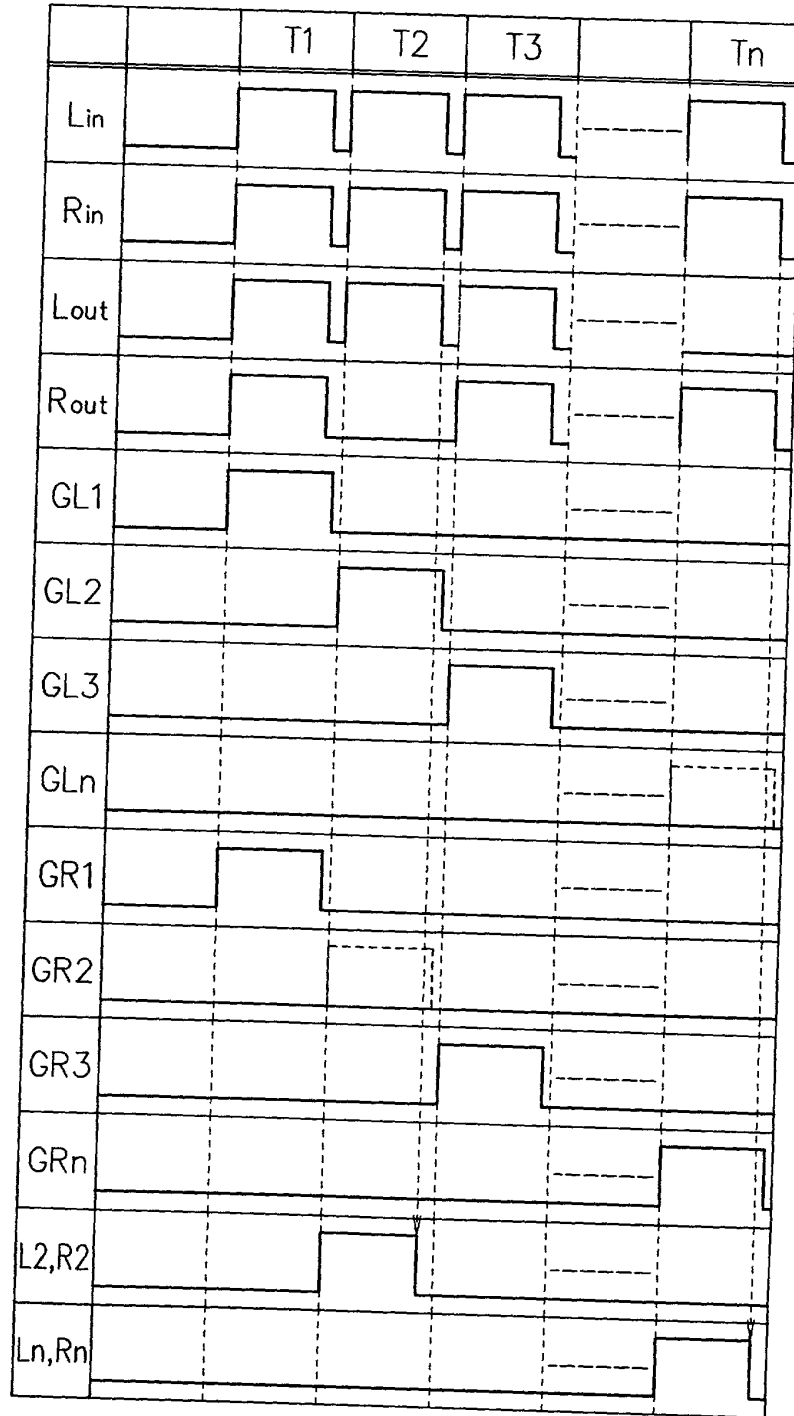 T1 T2 T3 Tn
Lin
Rin
Lout
Rout
GL1
GL2
GL3
GLn
GR1
GR2
GR3
GRn
L2,R2
Ln,Rn